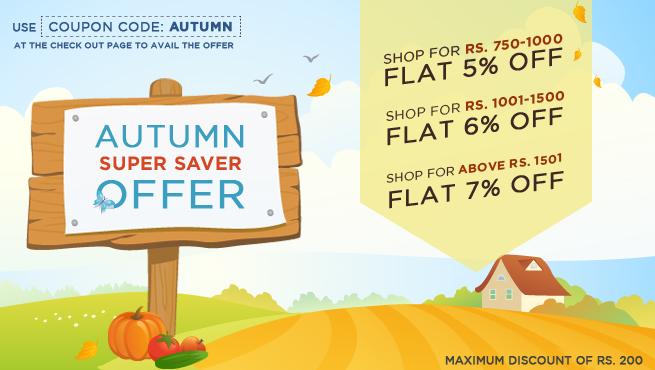 USE COUPON CODE: AUTUMN
AT THE CHECK OUT PAGE TO AVAIL THE OFFER
AUTUMN
SUPER SAVER
OFFER
SHOP FOR RS. 750-1000
FLAT 5% OFF
SHOP FOR RS. 1001-1500
FLAT 6% OFF
SHOP FOR ABOVE RS. 1501
FLAT 7% OFF
MAXIMUM DISCOUNT OF RS. 200